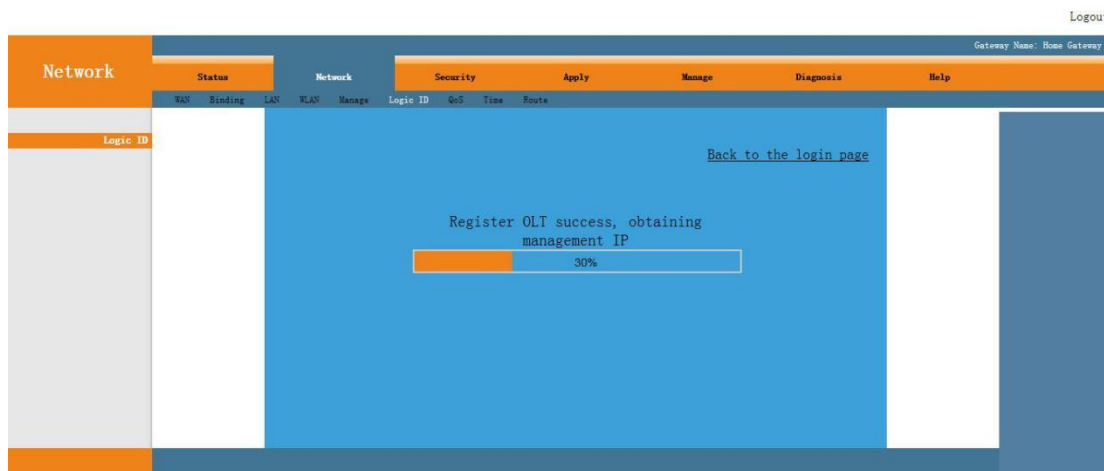 Logout
Gateway Name: Home Gateway
Network
Status Network Security Apply Manage Diagnosis Help
WAN Binding LAN WLAN Manage Logic ID QoS Time Route
Logic ID
Back to the login page
Register OLT success, obtaining
management IP
30%